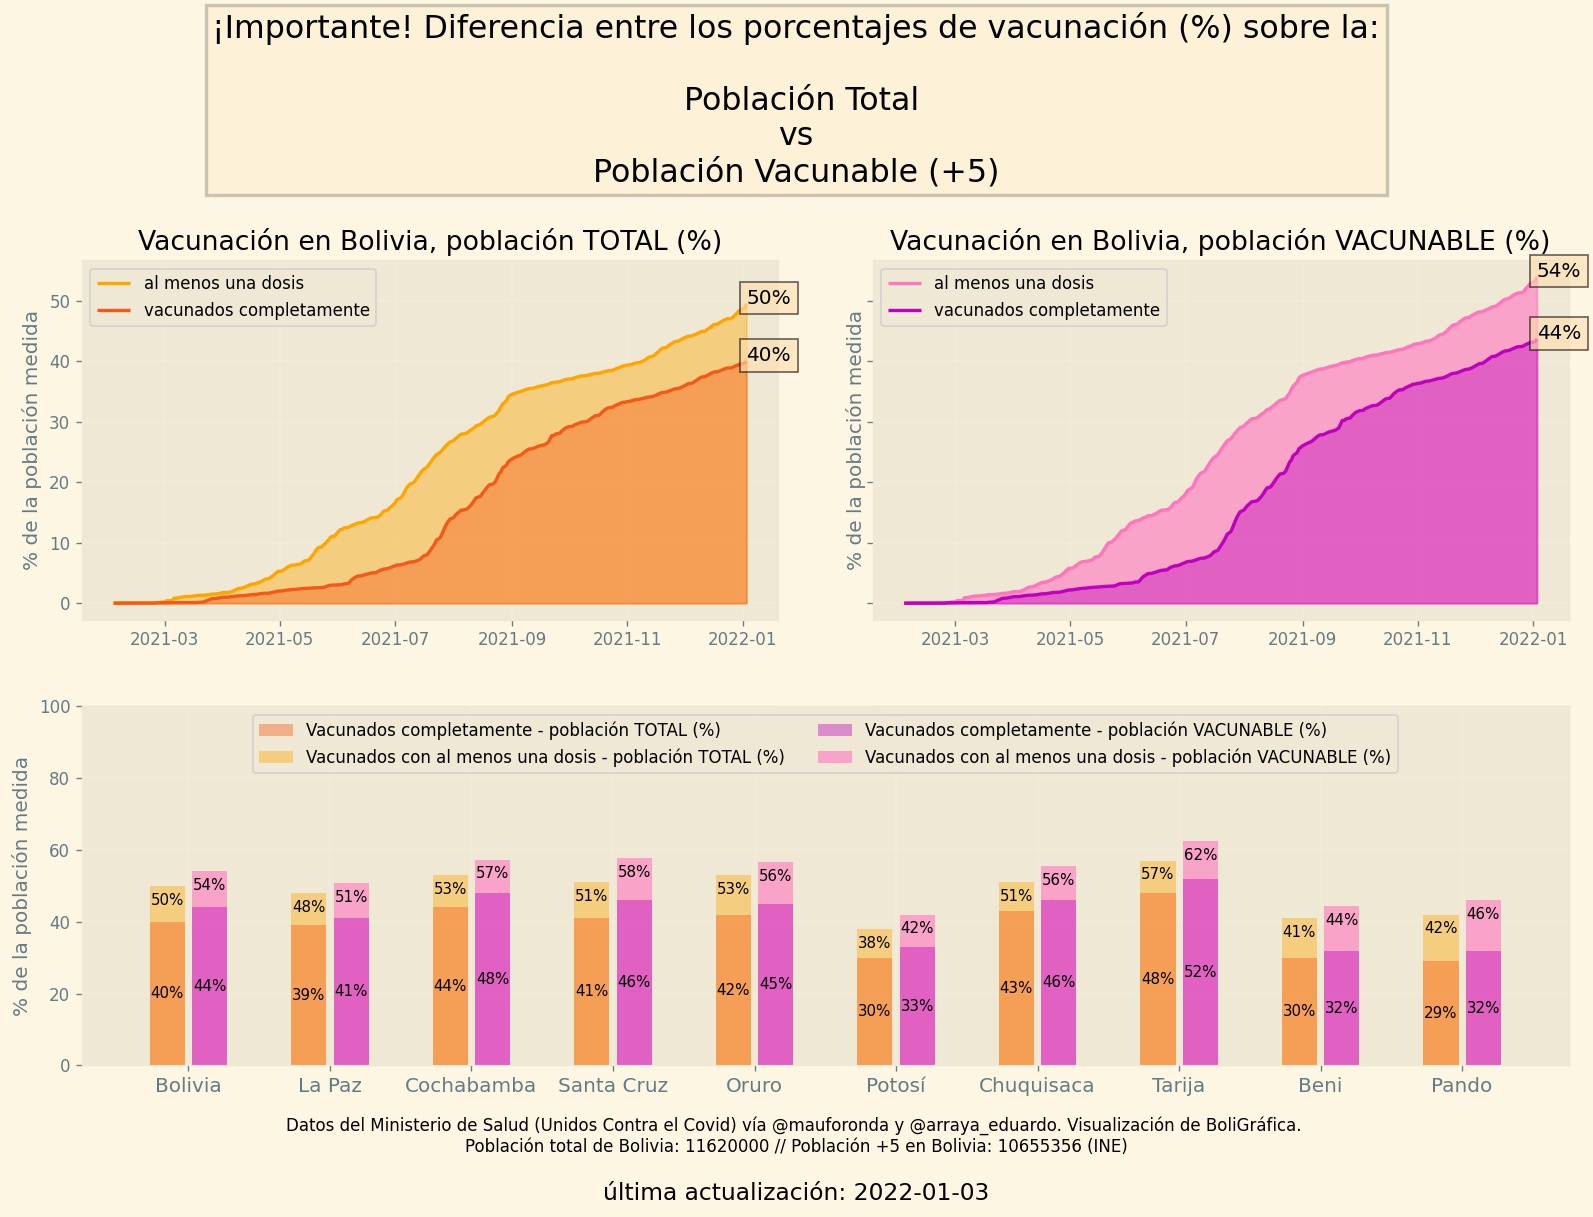 ¡Importante! Diferencia entre los porcentajes de vacunación (%) sobre la:
Población Total
vs
Población Vacunable (+5)
Vacunación en Bolivia, población TOTAL (%)
% de la población medida
50
40
30
20
10
0
al menos una dosis
vacunados completamente
50%
40%
2021-03 2021-05 2021-07 2021-09 2021-11 2022-01
Vacunación en Bolivia, población VACUNABLE (%)
% de la población medida
al menos una dosis
vacunados completamente
54%
44%
2021-03 2021-05 2021-07 2021-09 2021-11 2022-01
% de la población medida
100
80
60
40
20
0
Vacunados completamente - población TOTAL (%)
Vacunados con al menos una dosis - población TOTAL (%)
Vacunados completamente - población VACUNABLE (%)
Vacunados con al menos una dosis - población VACUNABLE (%)
50% 54% 48% 51% 53% 57% 51% 58% 53% 56% 38% 42% 51% 56% 57% 62% 41% 44% 42% 46%
40% 44% 39% 41% 44% 48% 41% 46% 42% 45% 30% 33% 43% 46% 48% 52% 30% 32% 29% 32%
Bolivia La Paz Cochabamba Santa Cruz Oruro Potosí Chuquisaca Tarija Beni Pando
Datos del Ministerio de Salud (Unidos Contra el Covid) vía @mauforonda y @arraya_eduardo. Visualización de BoliGráfica.
Población total de Bolivia: 11620000 // Población +5 en Bolivia: 10655356 (INE)
última actualización: 2022-01-03